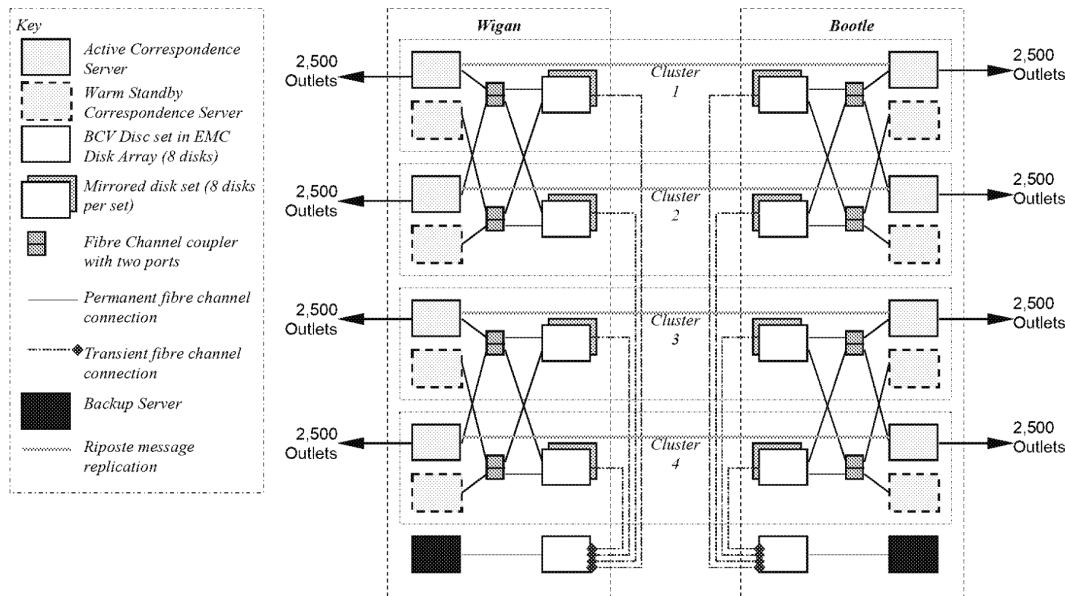 Key
Active Correspondence
Server
Warm Standby
Correspondence Server
BCV Disc set in EMC
Disk Array (8 disks)
Mirrored disk set (8 disks
per set)
Fibre Channel coupler
with two ports
Permanent fibre channel
connection
Transient fibre channel
connection
Backup Server
Riposte message
replication
Wigan
Bootle
2,500
Outlets
Cluster
1
2,500
Outlets
2,500
Outlets
Cluster
2
2,500
Outlets
2,500
Outlets
Cluster
3
2,500
Outlets
2,500
Outlets
Cluster
4
2,500
Outlets